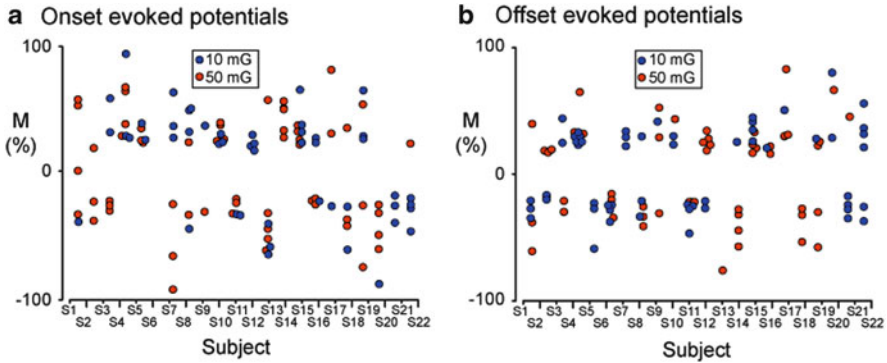 a Onset evoked potentials
100
10 mG
50 mG
M
(%)
0
-100
S1 S3 S5 S7 S9 S11 S13 S15 S17 S19 S21
S2 S4 S6 S8 S10 S12 S14 S16 S18 S20 S22
Subject
b Offset evoked potentials
100
10 mG
50 mG
M
(%)
0
-100
S1 S3 S5 S7 S9 S11 S13 S15 S17 S19 S21
S2 S4 S6 S8 S10 S12 S14 S16 S18 S20 S22
Subject